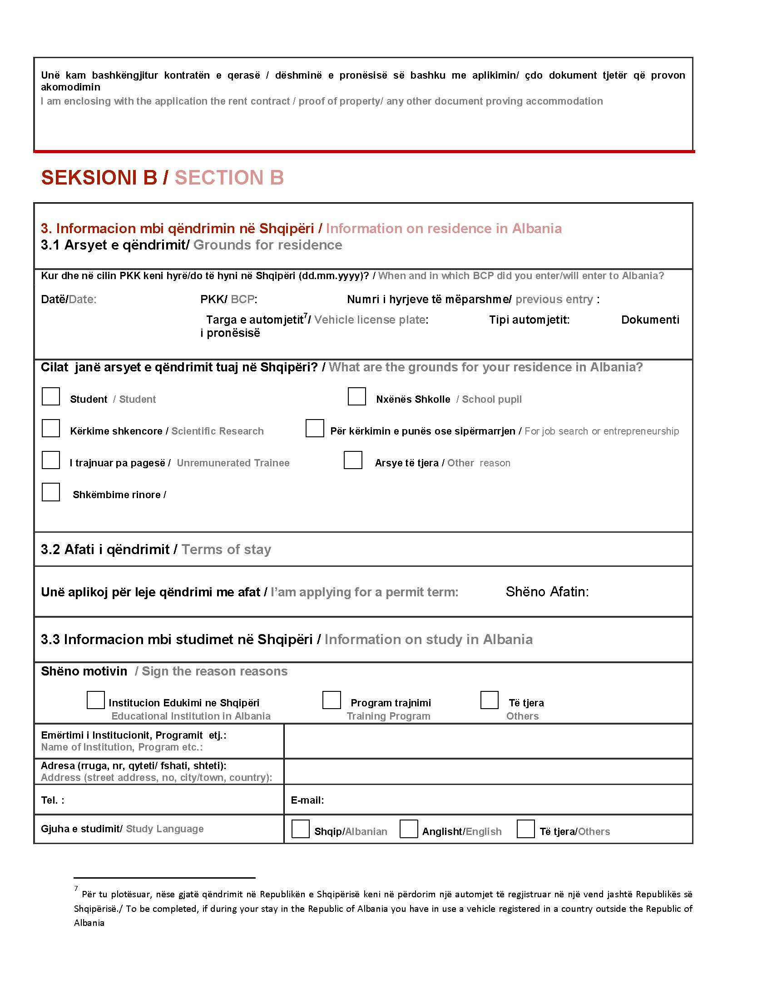 Unë kam bashkëngjitur kontratën e qerasë / dëshminë e pronësisë së bashku me aplikimin/ çdo dokument tjetër që provon
akomodimin
I am enclosing with the application the rent contract / proof of property/ any other document proving accommodation
SEKSIONI B / SECTION B
3. Informacion mbi qëndrimin në Shqipëri / Information on residence in Albania
3.1 Arsyet e qëndrimit/ Grounds for residence
Kur dhe në cilin PKK keni hyrë/do të hyni në Shqipëri (dd.mm.yyyy)? / When and in which BCP did you enter/will enter to Albania?
Datë/Date: PKK/ BCP: Numri i hyrjeve të mëparshme/ previous entry :
Targa e automjetit7/ Vehicle license plate: Tipi automjetit: Dokumenti
i pronësisë
Cilat janë arsyet e qëndrimit tuaj në Shqipëri? / What are the grounds for your residence in Albania?
Student / Student Nxënës Shkolle / School pupil
Kërkime shkencore / Scientific Research Për kërkimin e punës ose sipërmarrjen / For job search or entrepreneurship
I trajnuar pa pagesë / Unremunerated Trainee Arsye të tjera / Other reason
Shkëmbime rinore /
3.2 Afati i qëndrimit / Terms of stay
Unë aplikoj për leje qëndrimi me afat / I’am applying for a permit term: Shëno Afatin:
3.3 Informacion mbi studimet në Shqipëri / Information on study in Albania
Shëno motivin / Sign the reason reasons
Institucion Edukimi ne Shqipëri Program trajnimi Të tjera
Educational Institution in Albania Training Program Others
Emërtimi i Institucionit, Programit etj.:
Name of Institution, Program etc.:
Adresa (rruga, nr, qyteti/ fshati, shteti):
Address (street address, no, city/town, country):
Tel. : E-mail:
Gjuha e studimit/ Study Language Shqip/Albanian Anglisht/English Të tjera/Others
7 Për tu plotësuar, nëse gjatë qëndrimit në Republikën e Shqipërisë keni në përdorim një automjet të regjistruar në një vend jashtë Republikës së
Shqipërisë./ To be completed, if during your stay in the Republic of Albania you have in use a vehicle registered in a country outside the Republic of
Albania